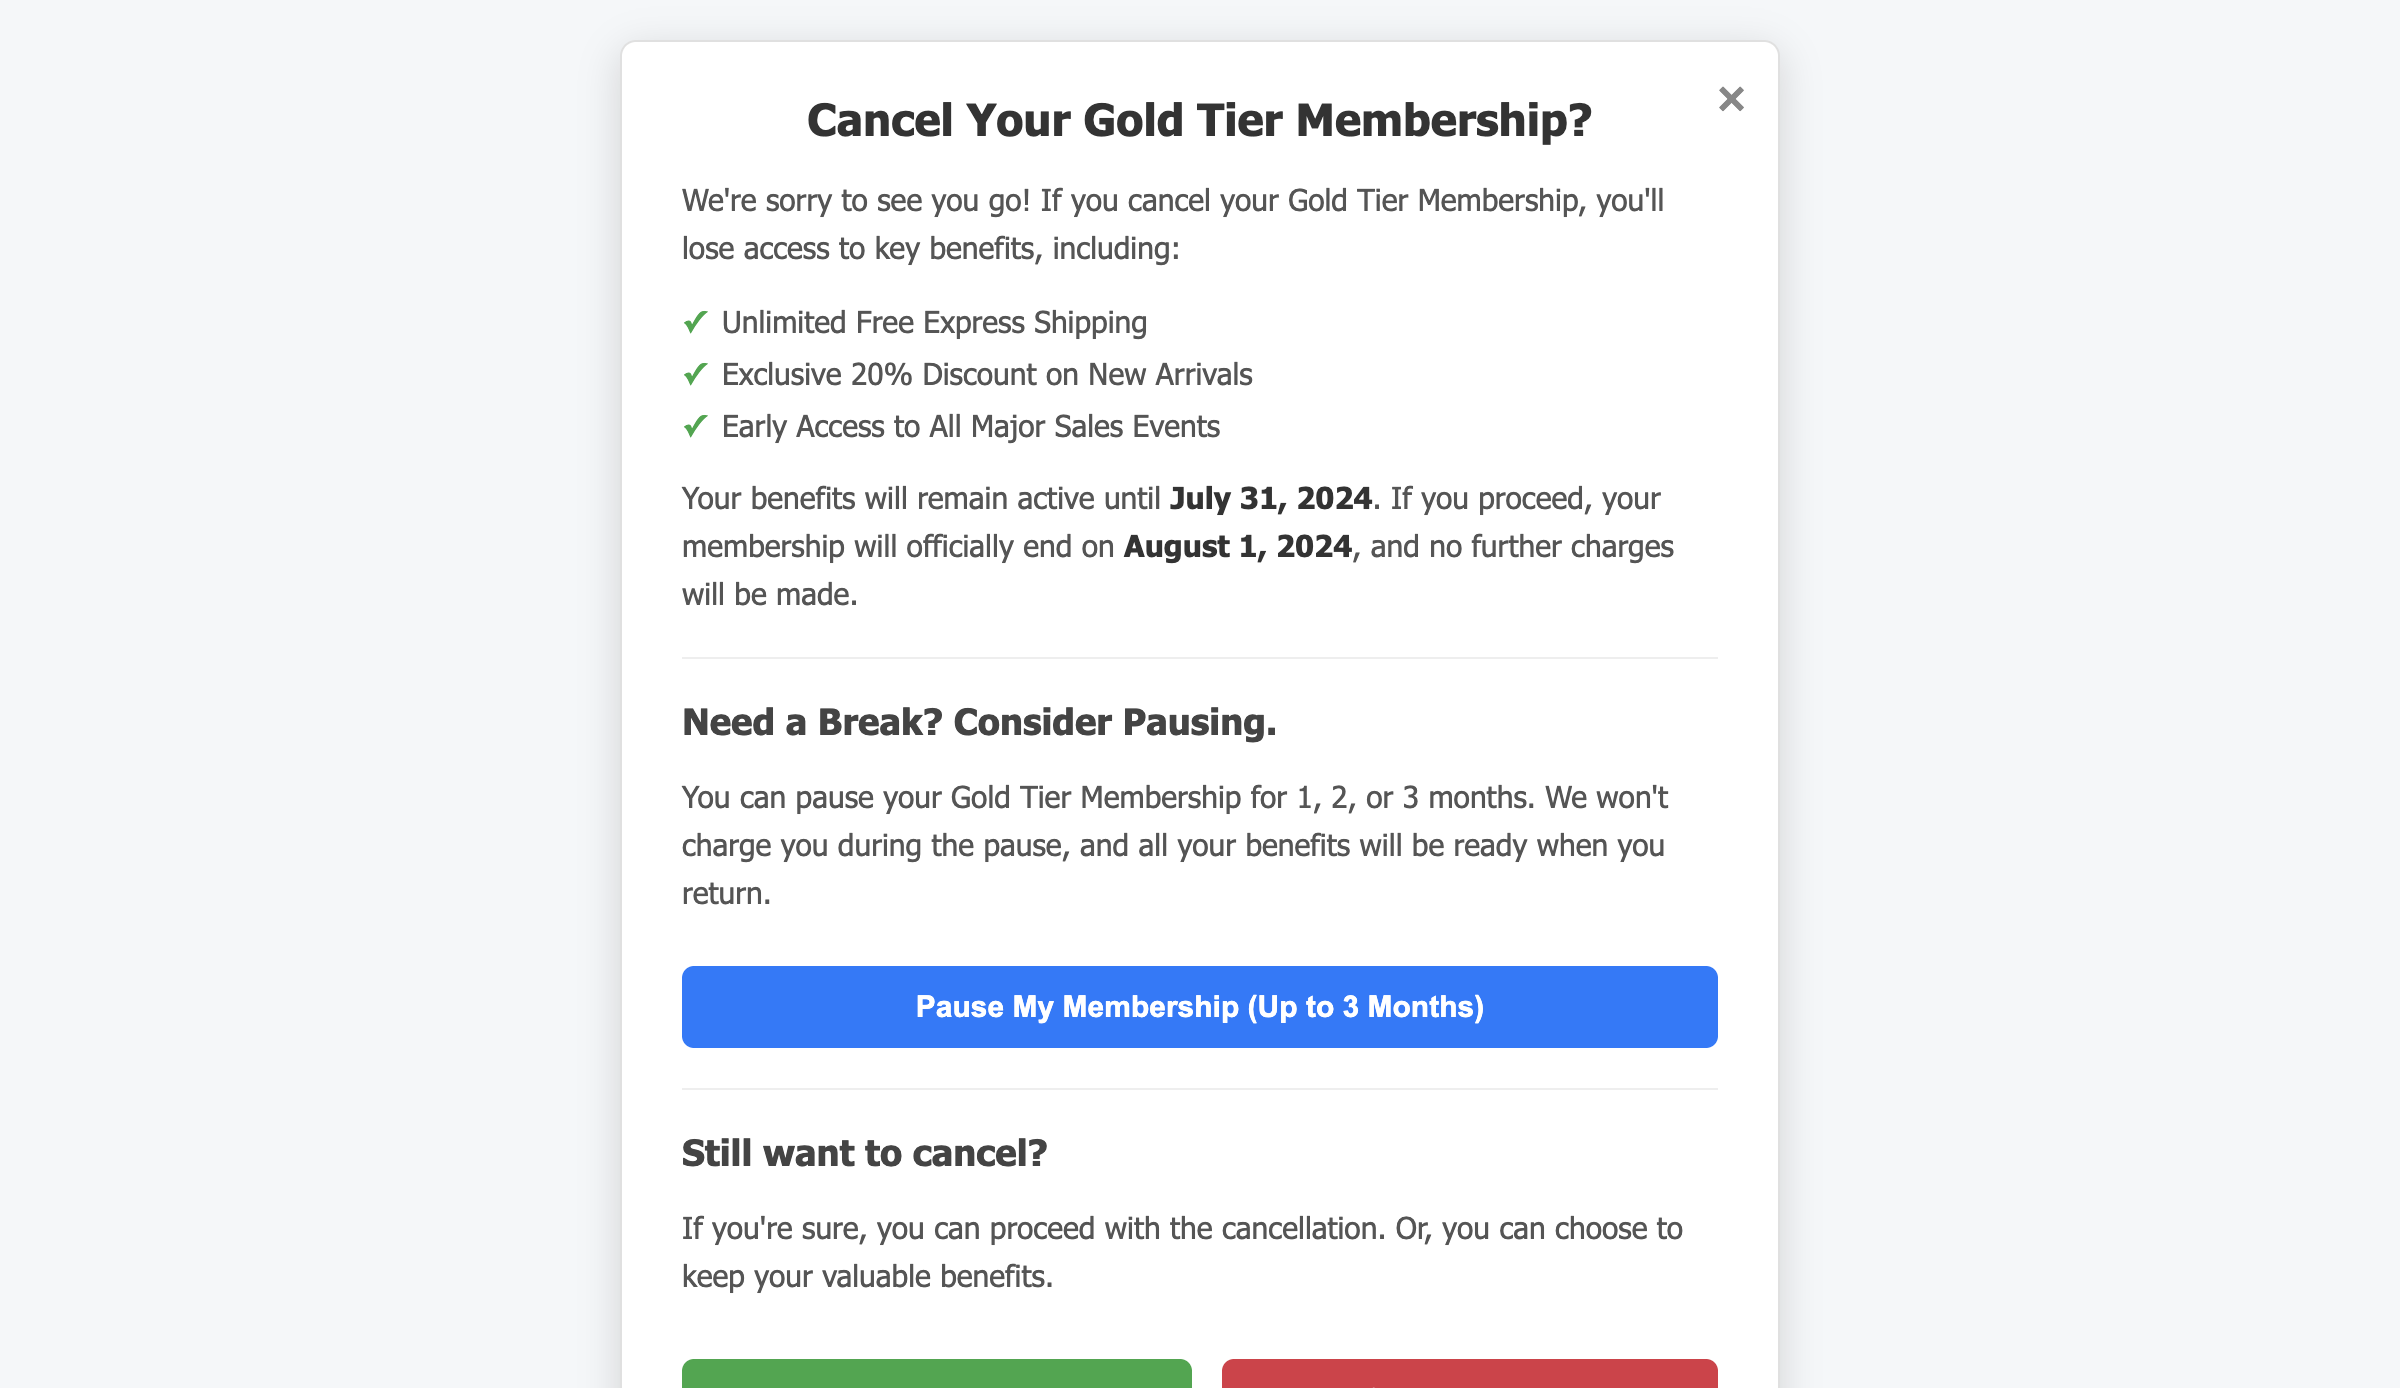 Cancel Your Gold Tier Membership?
We're sorry to see you go! If you cancel your Gold Tier Membership, you'll
lose access to key benefits, including:
✔ Unlimited Free Express Shipping
✔ Exclusive 20% Discount on New Arrivals
✔ Early Access to All Major Sales Events
Your benefits will remain active until July 31, 2024. If you proceed, your
membership will officially end on August 1, 2024, and no further charges
will be made.
Need a Break? Consider Pausing.
You can pause your Gold Tier Membership for 1, 2, or 3 months. We won't
charge you during the pause, and all your benefits will be ready when you
return.
Pause My Membership (Up to 3 Months)
Still want to cancel?
If you're sure, you can proceed with the cancellation. Or, you can choose to
keep your valuable benefits.